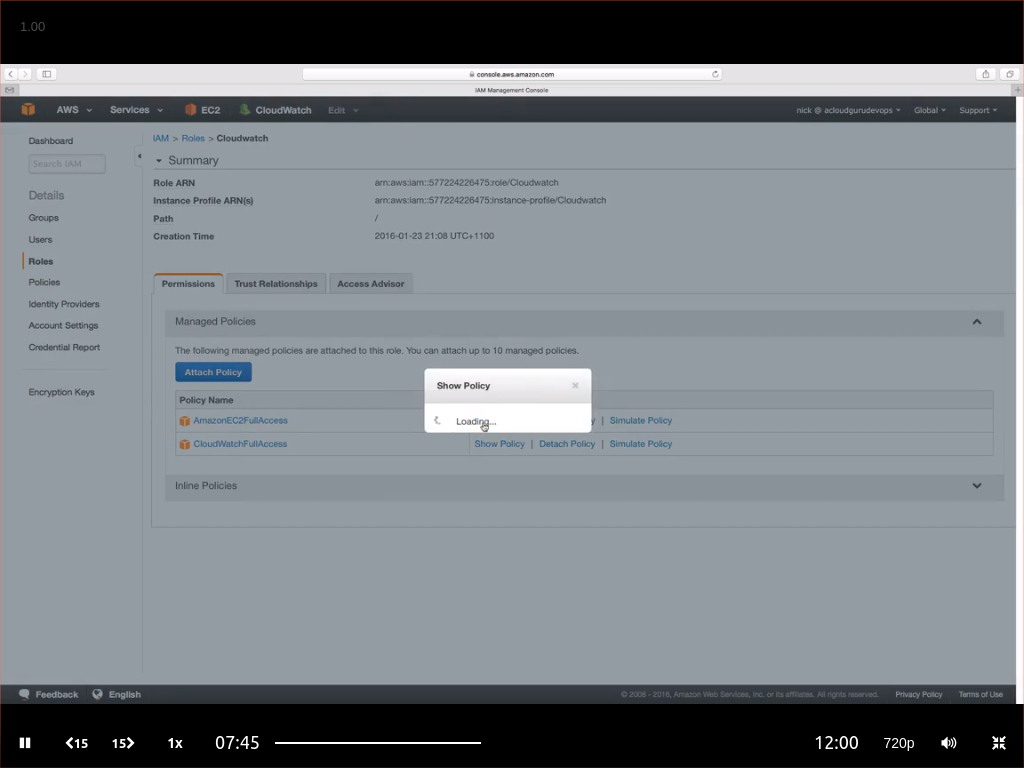 1.00
console.aws.amazon.com
IAM Management Console
AWS Services EC2 CloudWatch Edit nick @ acloudgurudevops Global Support
Dashboard
Search IAM
Details
Groups
Users
Roles
Policies
Identity Providers
Account Settings
Credential Report
Encryption Keys
IAM > Roles > Cloudwatch
Summary
Role ARN arn:aws:iam::577224226475:role/Cloudwatch
Instance Profile ARN(s) arn:aws:iam::577224226475:instance-profile/Cloudwatch
Path /
Creation Time 2016-01-23 21:08 UTC+1100
Permissions Trust Relationships Access Advisor
Managed Policies
The following managed policies are attached to this role. You can attach up to 10 managed policies.
Attach Policy
Show Policy
Loading...
Policy Name
AmazonEC2FullAccess | Simulate Policy
CloudWatchFullAccess Show Policy | Detach Policy | Simulate Policy
Inline Policies
Feedback English © 2008 - 2016, Amazon Web Services, Inc. or its affiliates. All rights reserved. Privacy Policy Terms of Use
15 15 1x 07:45 12:00 720p